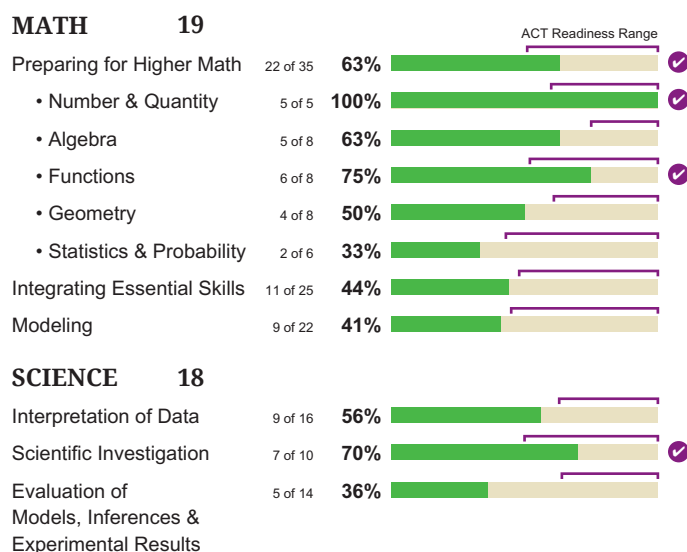 MATH 19
ACT Readiness Range
Preparing for Higher Math 22 of 35 63%
• Number & Quantity 5 of 5 100%
• Algebra 5 of 8 63%
• Functions 6 of 8 75%
• Geometry 4 of 8 50%
• Statistics & Probability 2 of 6 33%
Integrating Essential Skills 11 of 25 44%
Modeling 9 of 22 41%
SCIENCE 18
Interpretation of Data 9 of 16 56%
Scientific Investigation 7 of 10 70%
Evaluation of 5 of 14 36%
Models, Inferences &
Experimental Results